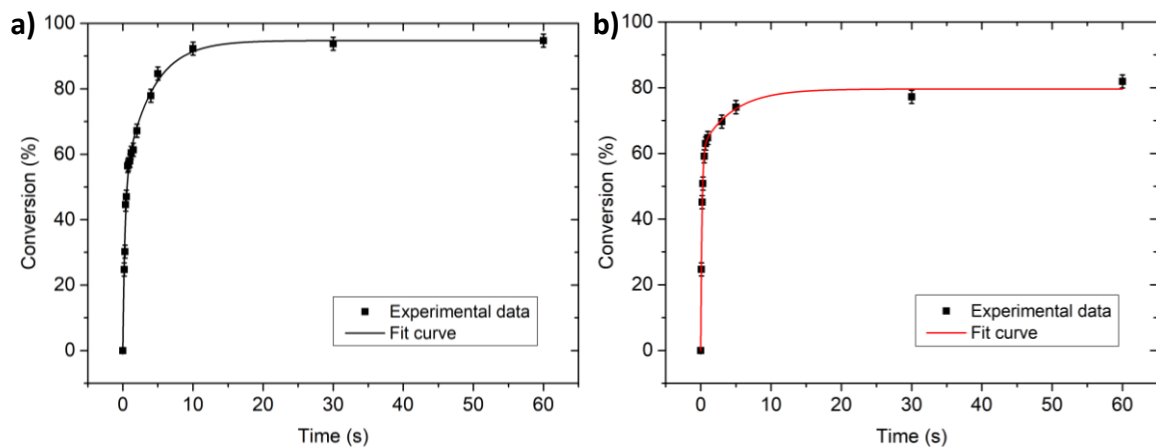 a)
100
80
60
40
20
0
Conversion (%)
Experimental data
Fit curve
0 10 20 30 40 50 60
Time (s)
b)
100
80
60
40
20
0
Conversion (%)
Experimental data
Fit curve
0 10 20 30 40 50 60
Time (s)